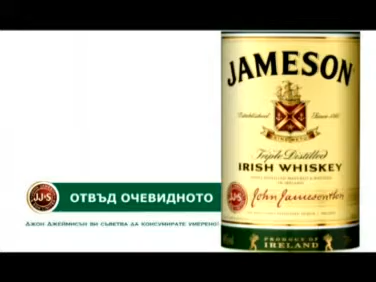 JAMESON
Established Since 1780
Triple Distilled
IRISH WHISKEY
JJ&S
John Jameson & Son
PRODUCT OF
IRELAND
JJ&S
ОТВЪД ОЧЕВИДНОТО
ДЖОН ДЖЕЙМИСЪН ВИ СЪВЕТВА ДА КОНСУМИРАТЕ УМЕРЕНО!